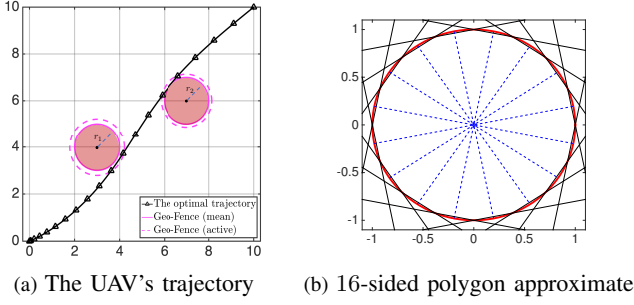 10
8
6
4
2
0
r₂
r₁
The optimal trajectory
Geo-Fence (mean)
Geo-Fence (active)
0 2 4 6 8 10
(a) The UAV's trajectory
1
0.5
0
-0.5
-1
-1 -0.5 0 0.5 1
(b) 16-sided polygon approximate